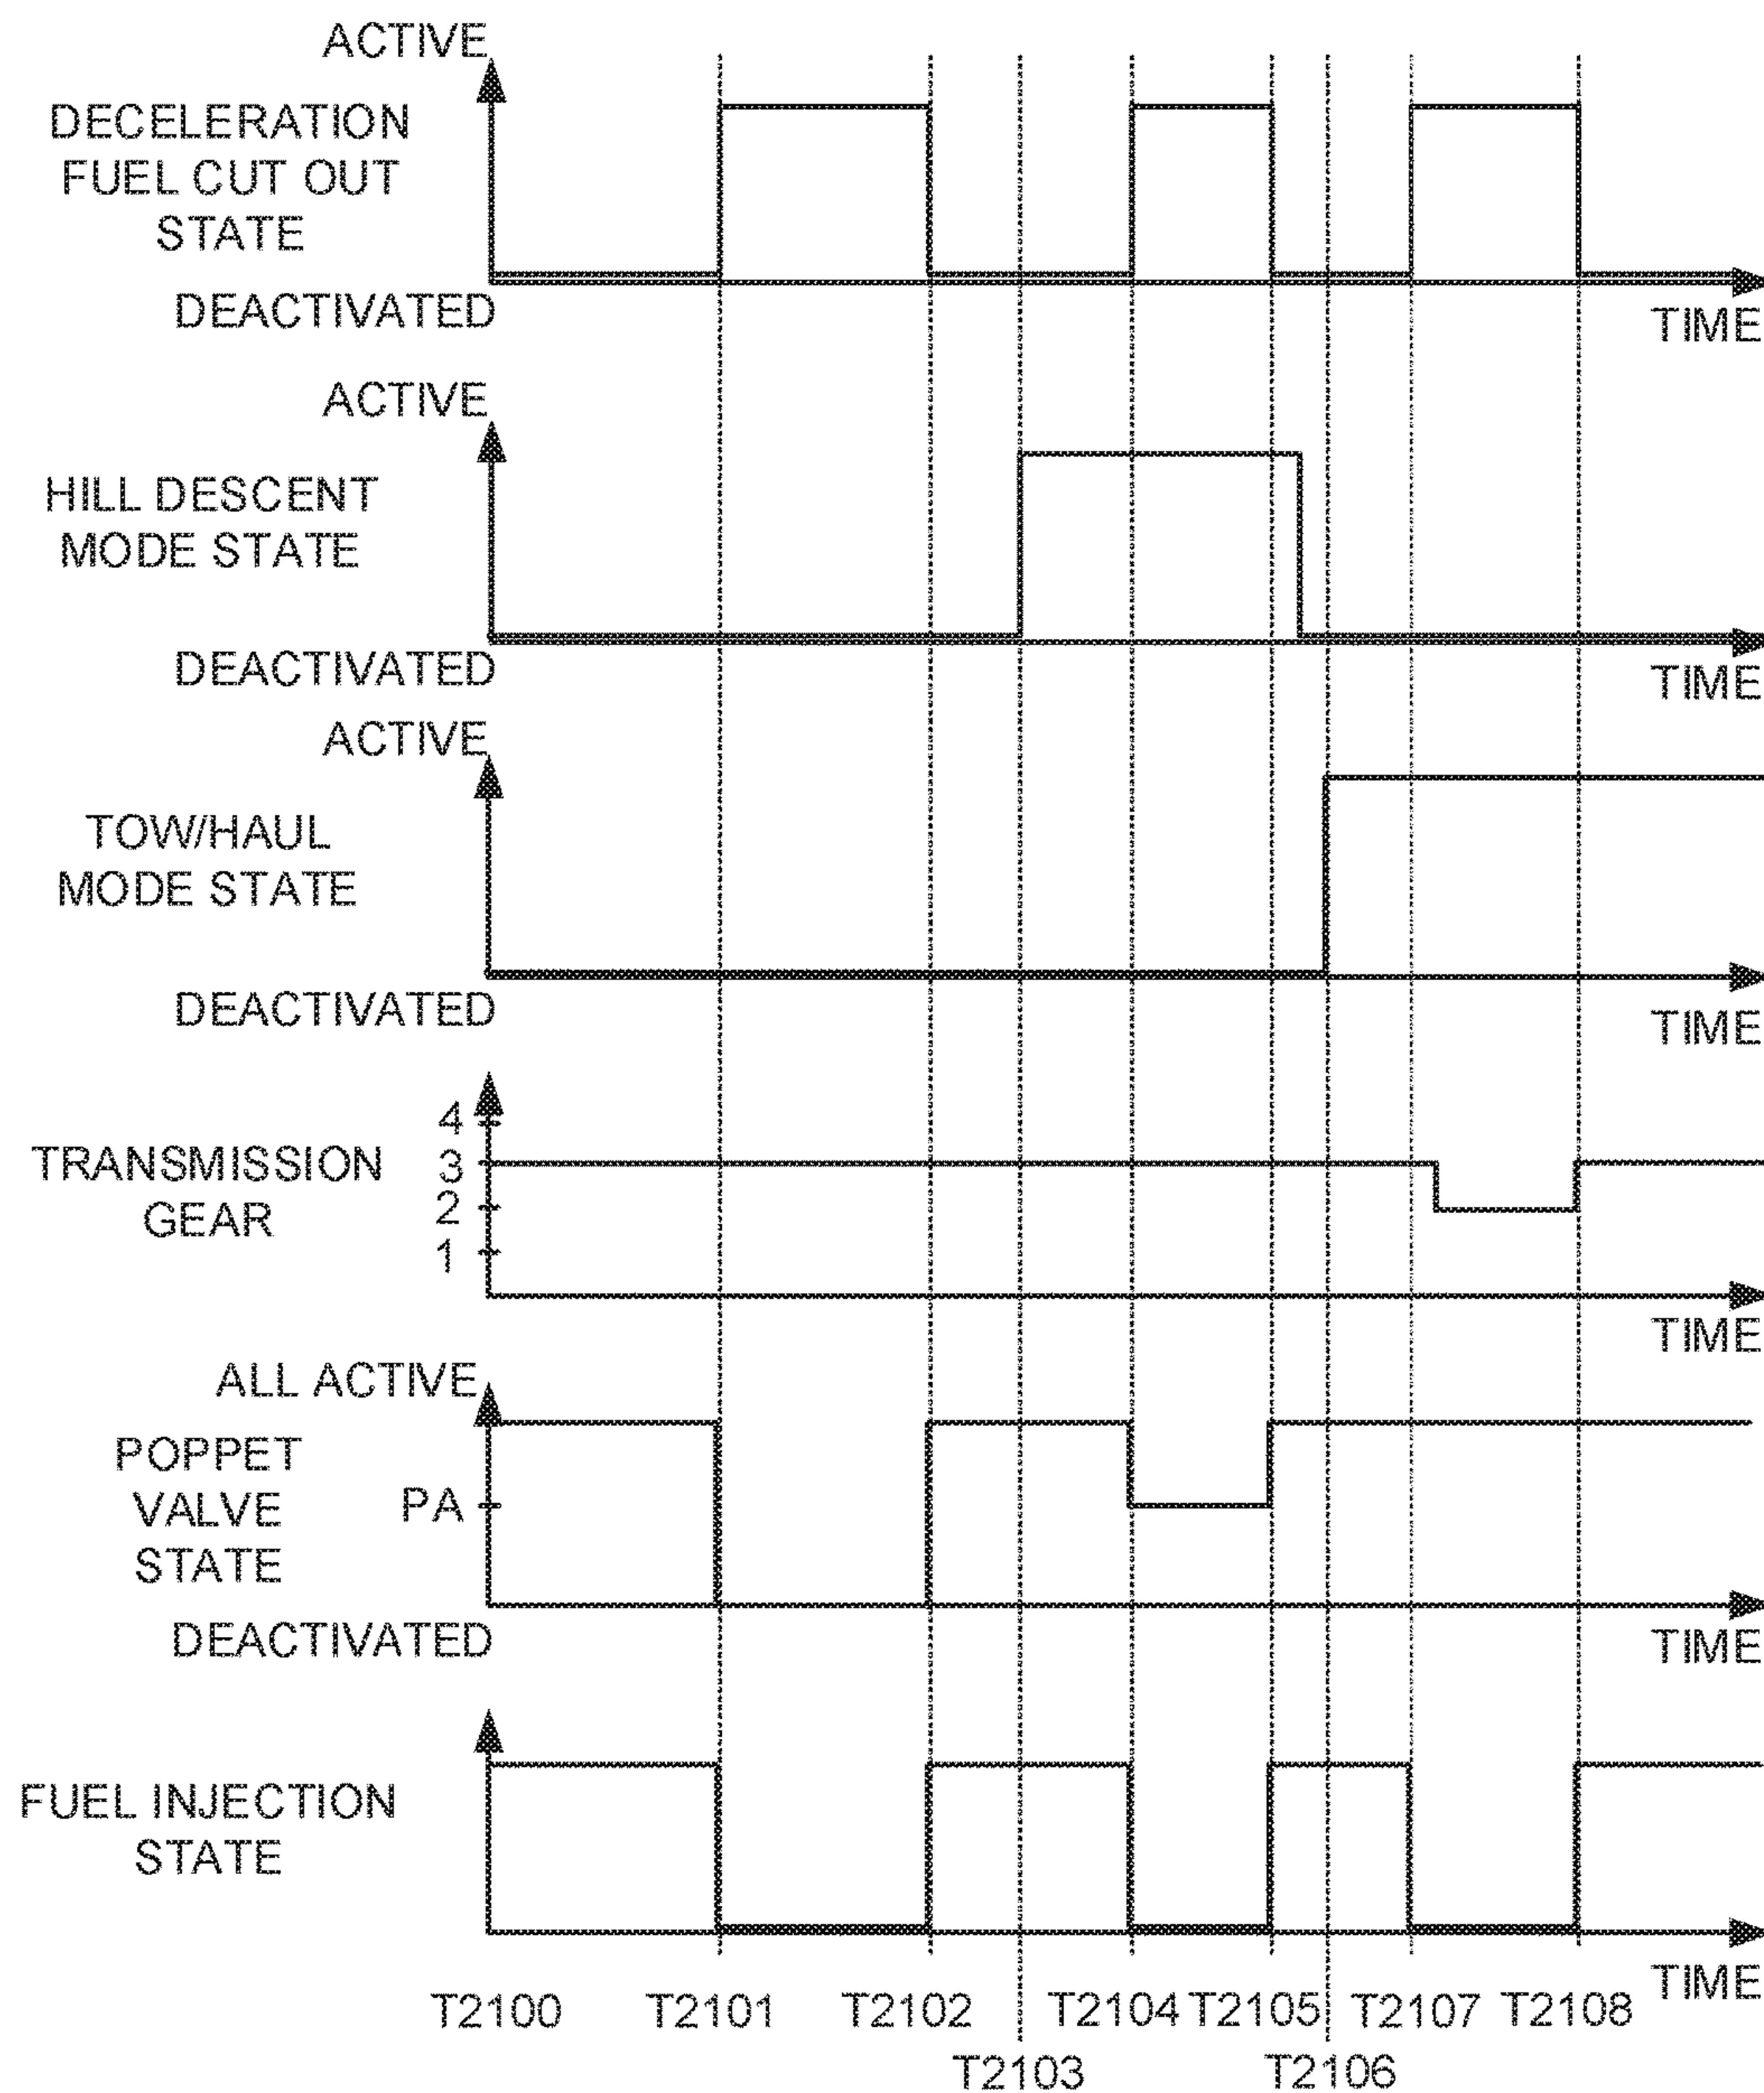 ACTIVE
DECELERATION
FUEL CUT OUT
STATE
DEACTIVATED
TIME
ACTIVE
HILL DESCENT
MODE STATE
DEACTIVATED
TIME
ACTIVE
TOW/HAUL
MODE STATE
DEACTIVATED
TIME
4
TRANSMISSION
3
GEAR
2
1
TIME
ALL ACTIVE
POPPET
VALVE
STATE
PA
DEACTIVATED
TIME
FUEL INJECTION
STATE
TIME
T2100 T2101 T2102 T2104 T2105 T2107 T2108
T2103 T2106